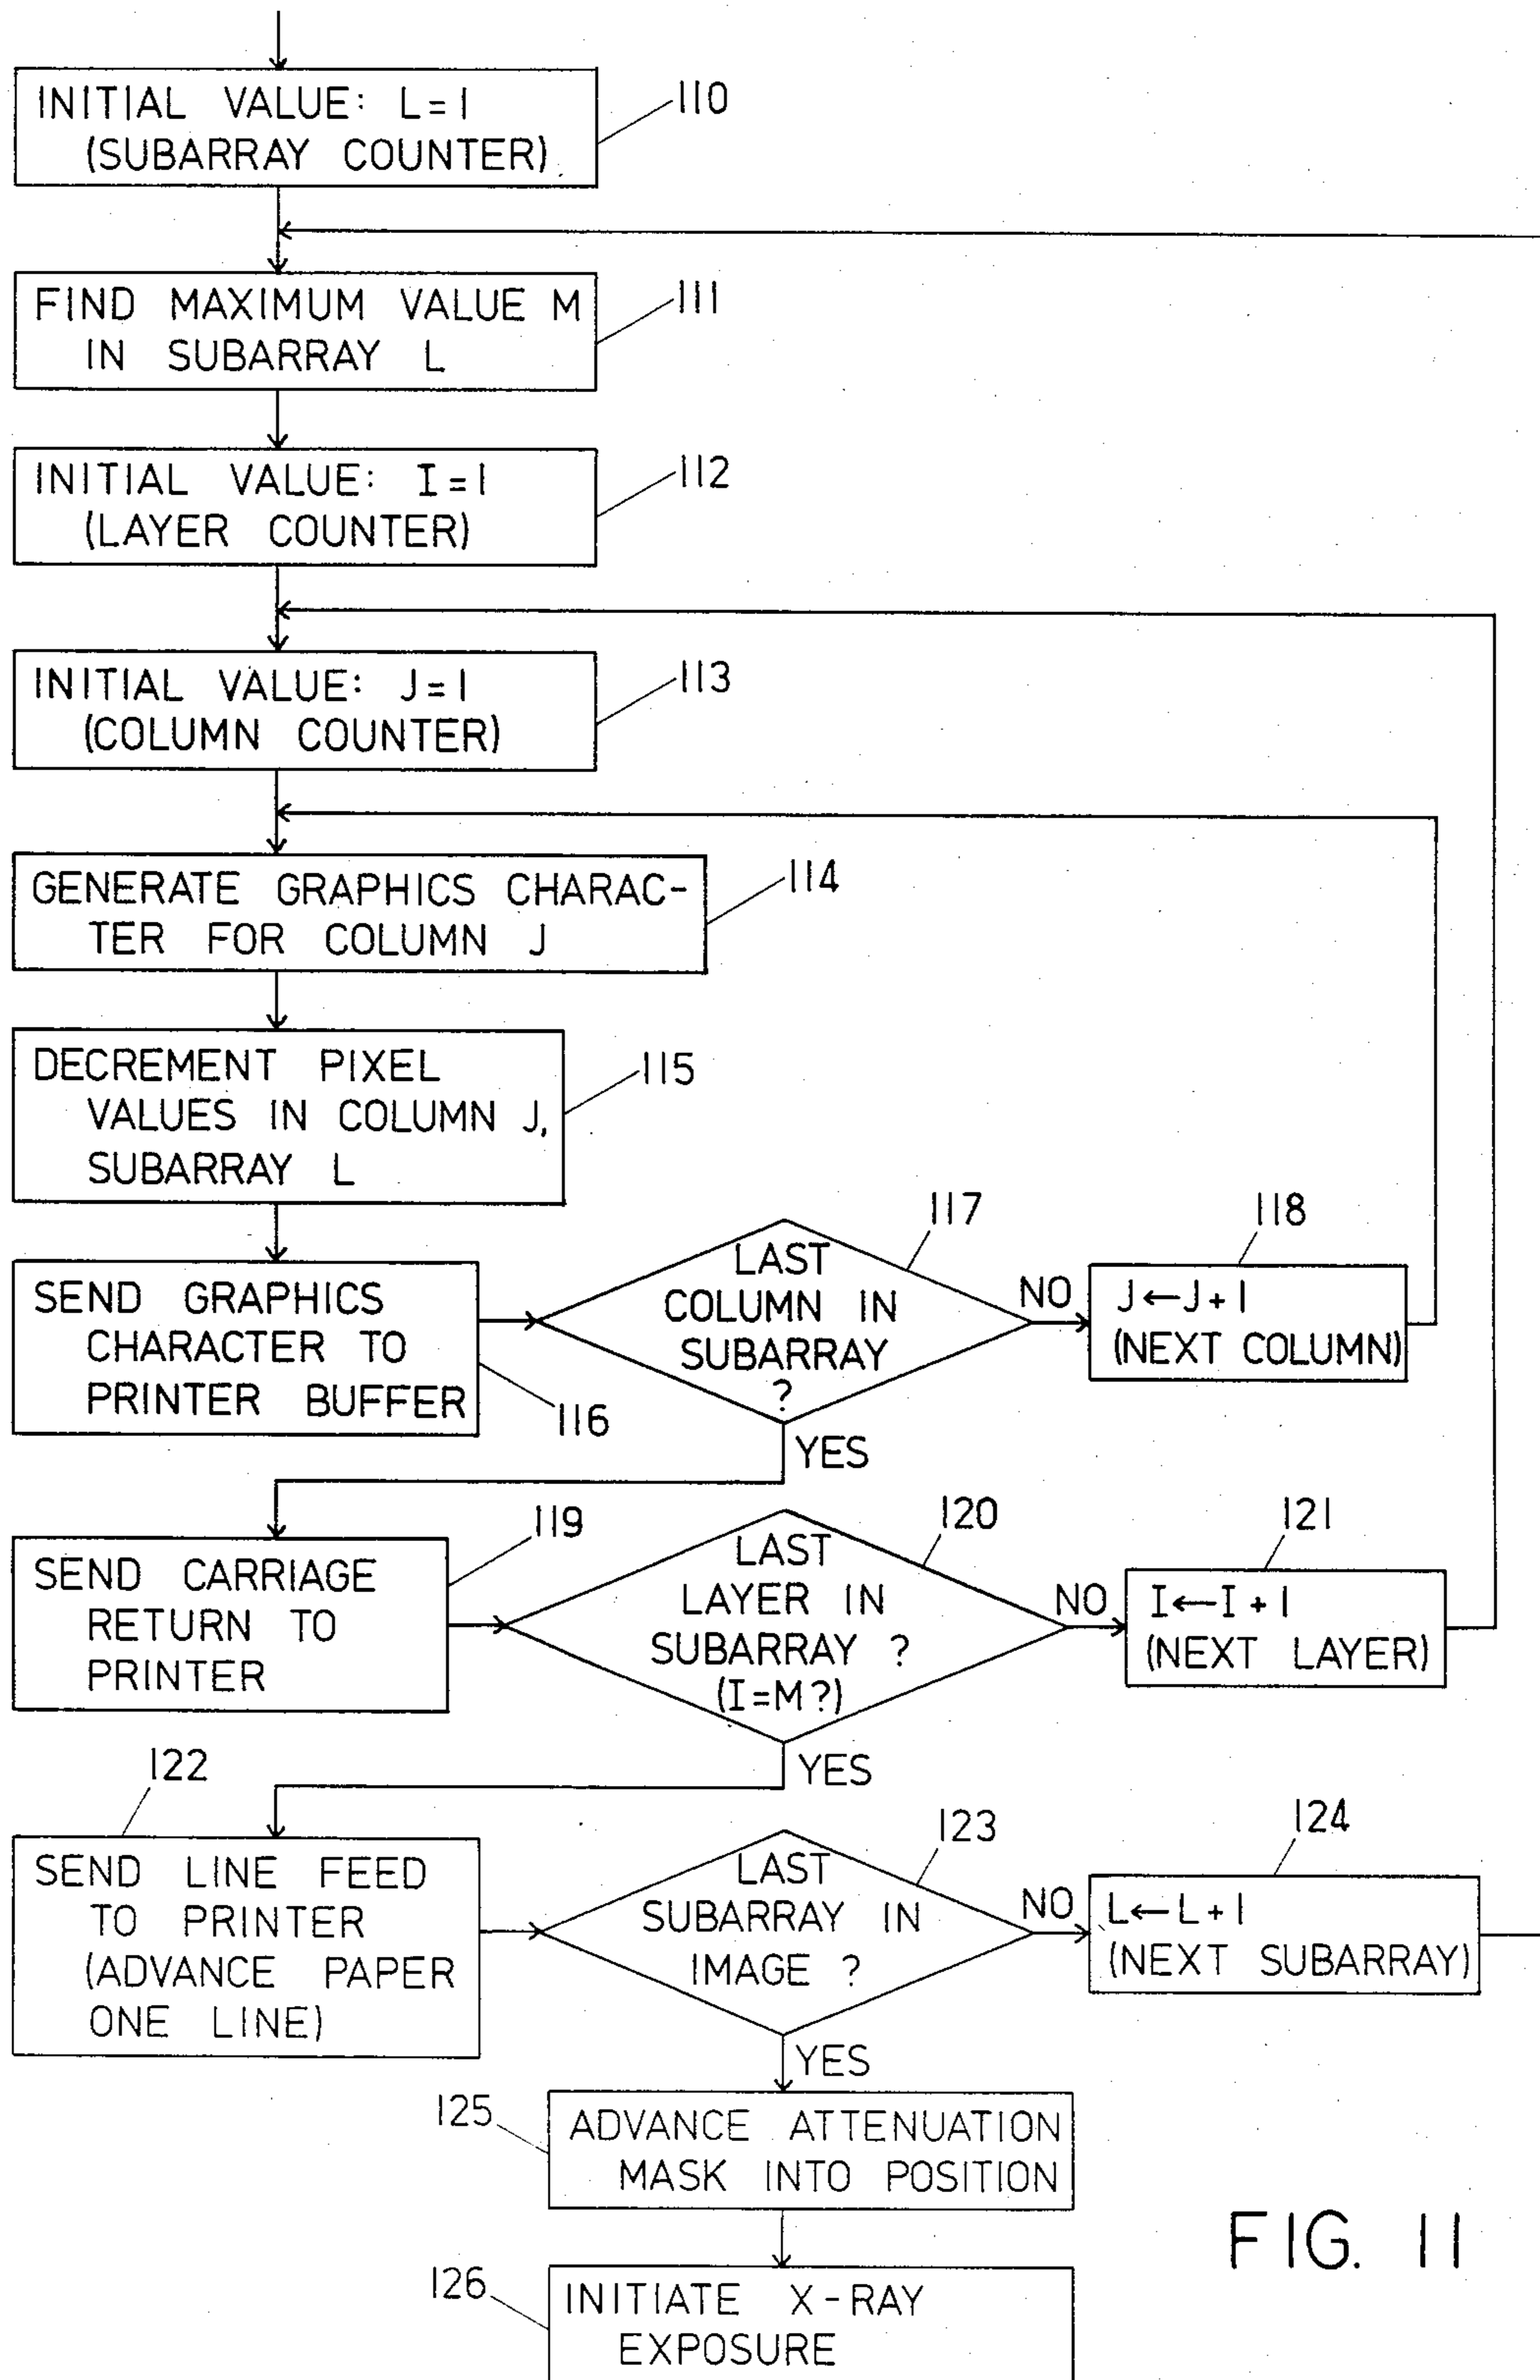 INITIAL VALUE: L=1
(SUBARRAY COUNTER)
110
FIND MAXIMUM VALUE M
IN SUBARRAY L
111
INITIAL VALUE: I=1
(LAYER COUNTER)
112
INITIAL VALUE: J=1
(COLUMN COUNTER)
113
GENERATE GRAPHICS CHARAC-
TER FOR COLUMN J
114
DECREMENT PIXEL
VALUES IN COLUMN J,
SUBARRAY L
115
SEND GRAPHICS
CHARACTER TO
PRINTER BUFFER
116
LAST
COLUMN IN
SUBARRAY
?
117
NO
YES
J←J+1
(NEXT COLUMN)
118
SEND CARRIAGE
RETURN TO
PRINTER
119
LAST
LAYER IN
SUBARRAY ?
(I=M?)
120
NO
YES
I←I+1
(NEXT LAYER)
121
SEND LINE FEED
TO PRINTER
(ADVANCE PAPER
ONE LINE)
122
LAST
SUBARRAY IN
IMAGE ?
123
NO
YES
L←L+1
(NEXT SUBARRAY)
124
ADVANCE ATTENUATION
MASK INTO POSITION
125
INITIATE X-RAY
EXPOSURE
126
FIG. 11